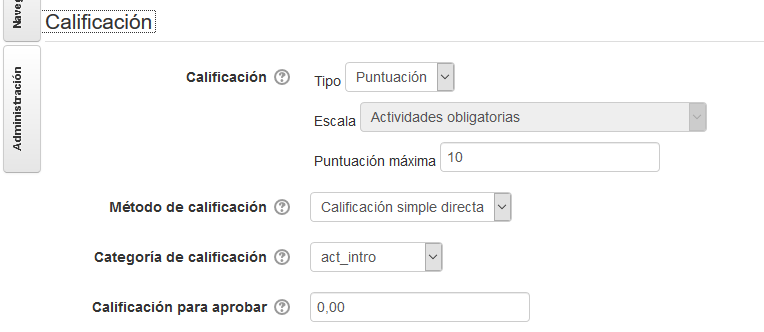 Naveg
Calificación
Administración
Calificación ? Tipo Puntuación
Escala Actividades obligatorias
Puntuación máxima 10
Método de calificación ? Calificación simple directa
Categoría de calificación ? act_intro
Calificación para aprobar ? 0,00